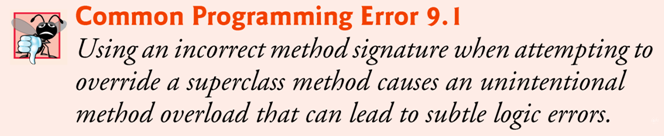 Common Programming Error 9.1
Using an incorrect method signature when attempting to
override a superclass method causes an unintentional
method overload that can lead to subtle logic errors.